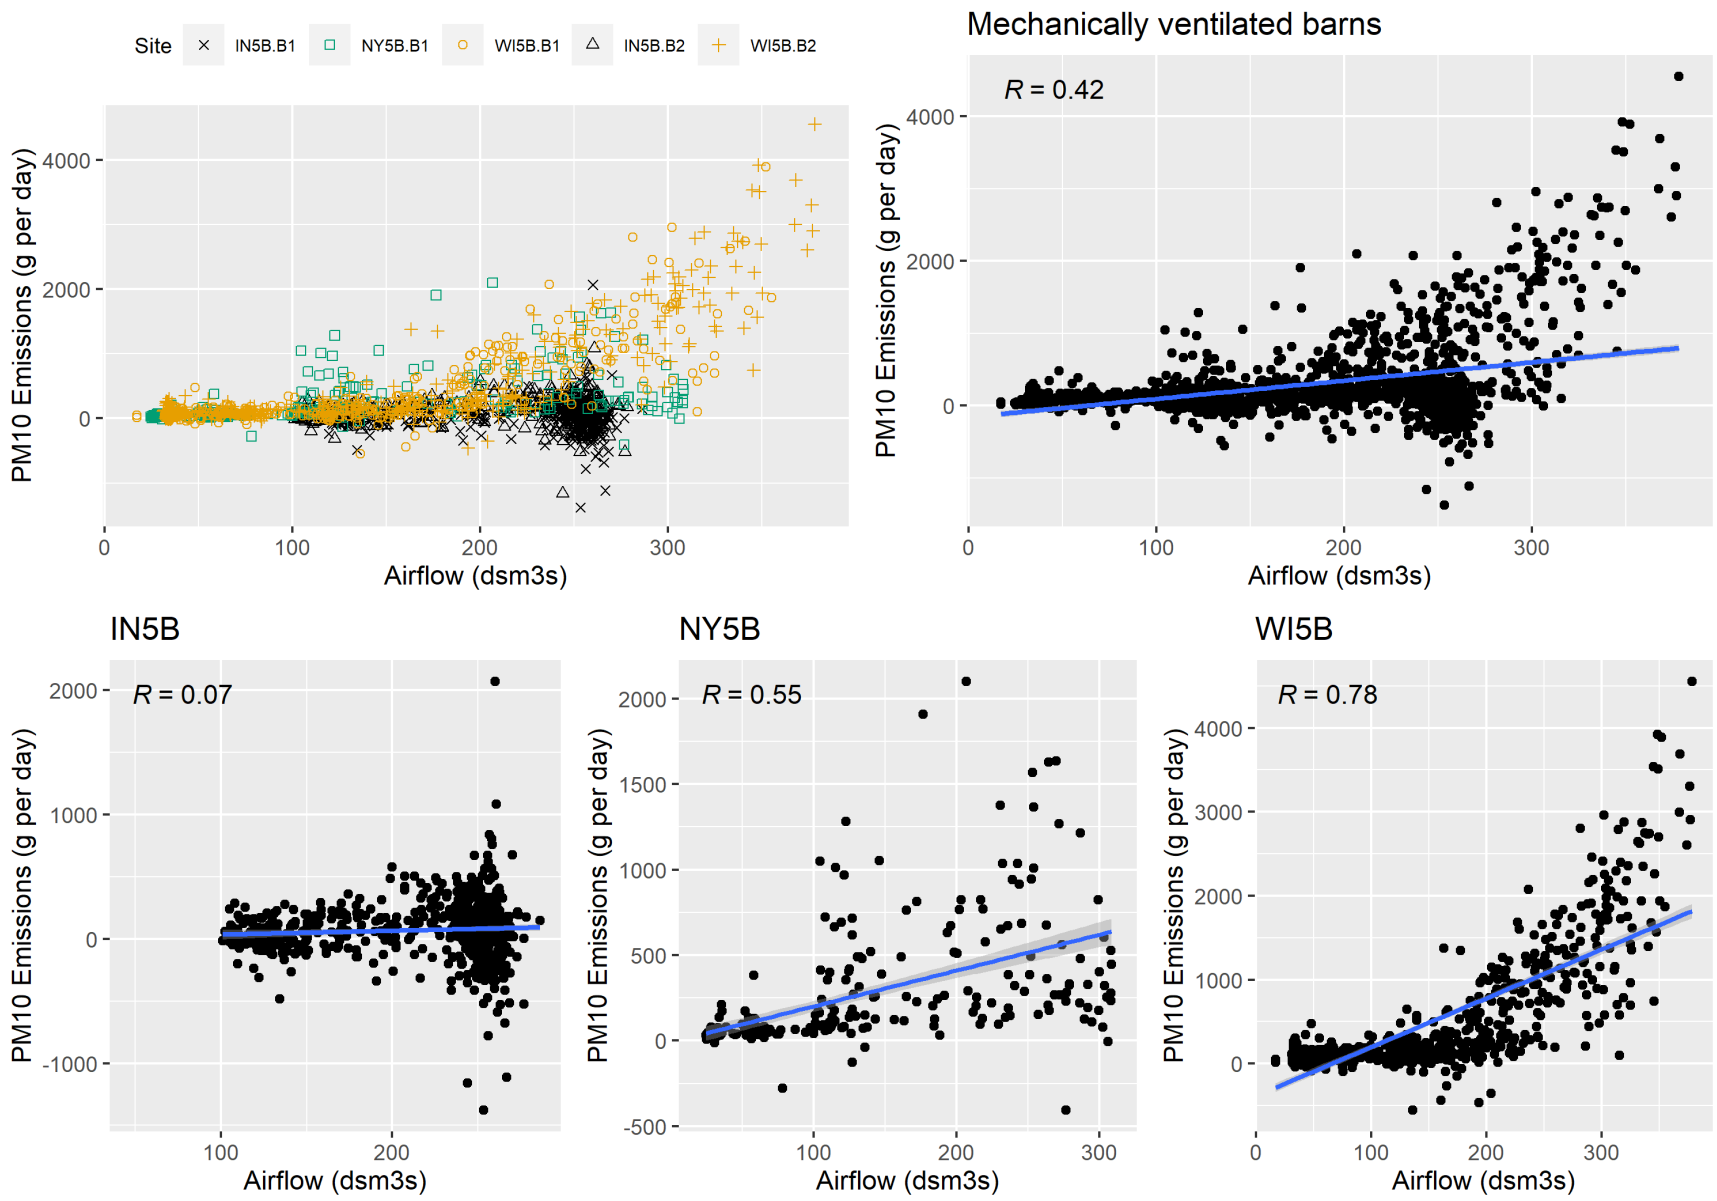 Site IN5B.B1 NY5B.B1 WI5B.B1 IN5B.B2 WI5B.B2
PM10 Emissions (g per day)
4000
2000
0
0 100 200 300
Airflow (dsm3s)
Mechanically ventilated barns
R = 0.42
PM10 Emissions (g per day)
4000
2000
0
0 100 200 300
Airflow (dsm3s)
IN5B
R = 0.07
PM10 Emissions (g per day)
2000
1000
0
-1000
100 200
Airflow (dsm3s)
NY5B
R = 0.55
PM10 Emissions (g per day)
2000
1500
1000
500
0
-500
100 200 300
Airflow (dsm3s)
WI5B
R = 0.78
PM10 Emissions (g per day)
4000
3000
2000
1000
0
0 100 200 300
Airflow (dsm3s)